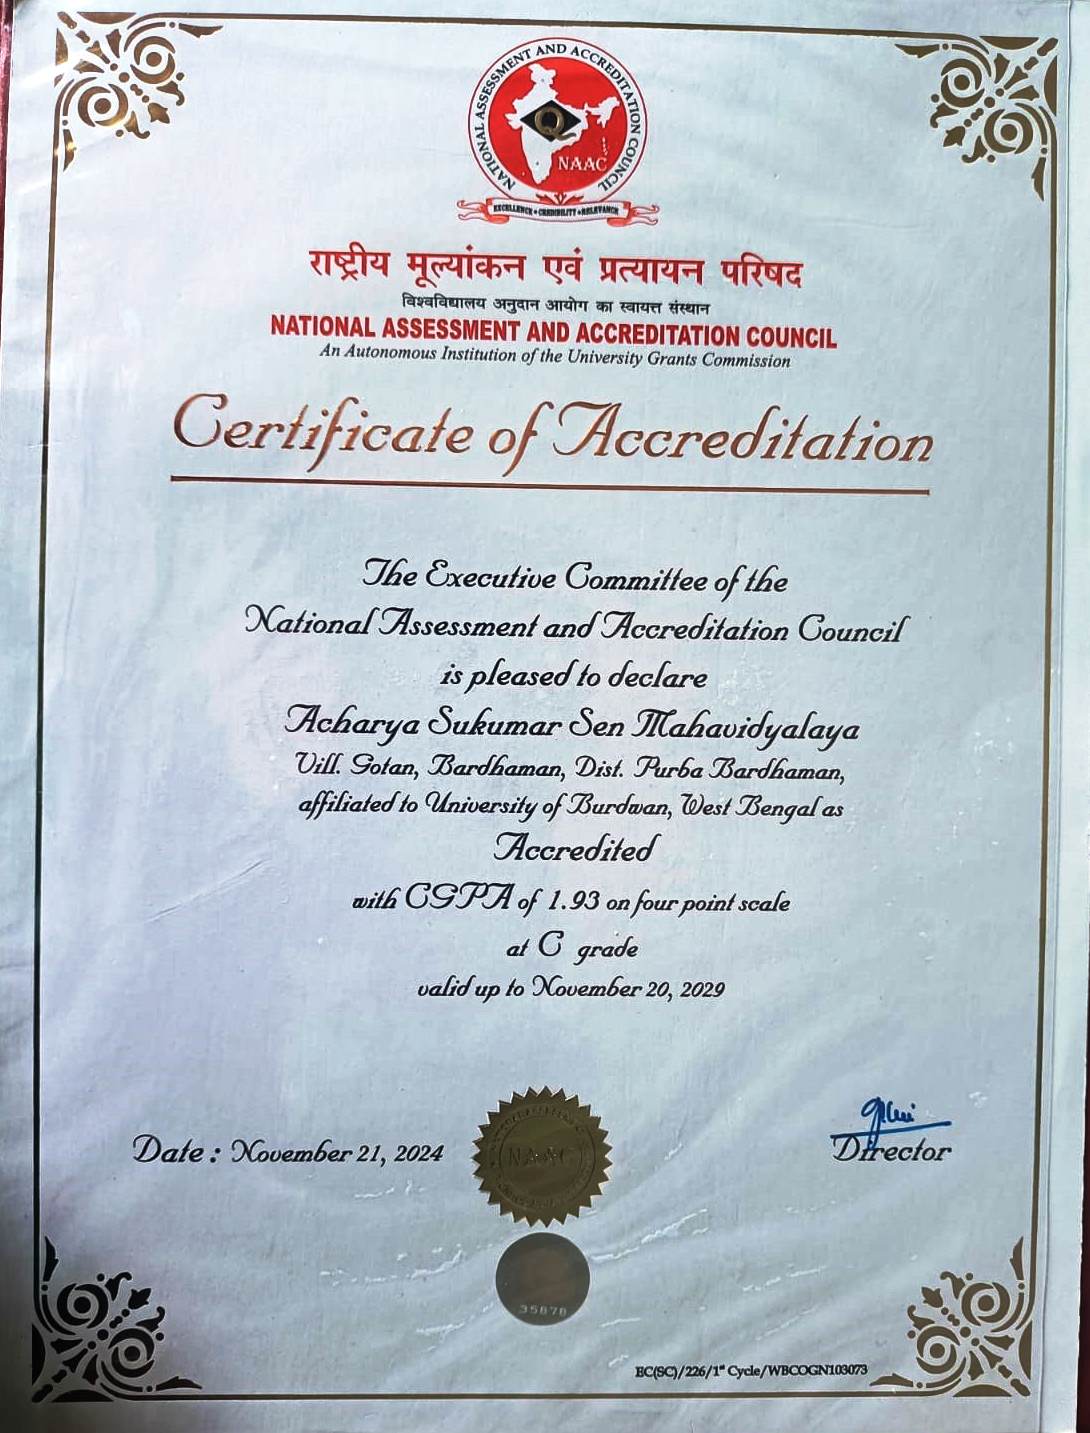 NATIONAL ASSESSMENT AND ACCREDITATION COUNCIL
Q
NAAC
EXCELLENCE • CREDIBILITY • RELEVANCE
राष्ट्रीय मूल्यांकन एवं प्रत्यायन परिषद
विश्वविद्यालय अनुदान आयोग का स्वायत्त संस्थान
NATIONAL ASSESSMENT AND ACCREDITATION COUNCIL
An Autonomous Institution of the University Grants Commission
Certificate of Accreditation
The Executive Committee of the
National Assessment and Accreditation Council
is pleased to declare
Acharya Sukumar Sen Mahavidyalaya
Vill. Gotan, Bardhaman, Dist. Purba Bardhaman,
affiliated to University of Burdwan, West Bengal as
Accredited
with CGPA of 1.93 on four point scale
at C grade
valid up to November 20, 2029
Date : November 21, 2024
NAAC
Director
35878
EC(SC)/226/1st Cycle/WBCOGN103073